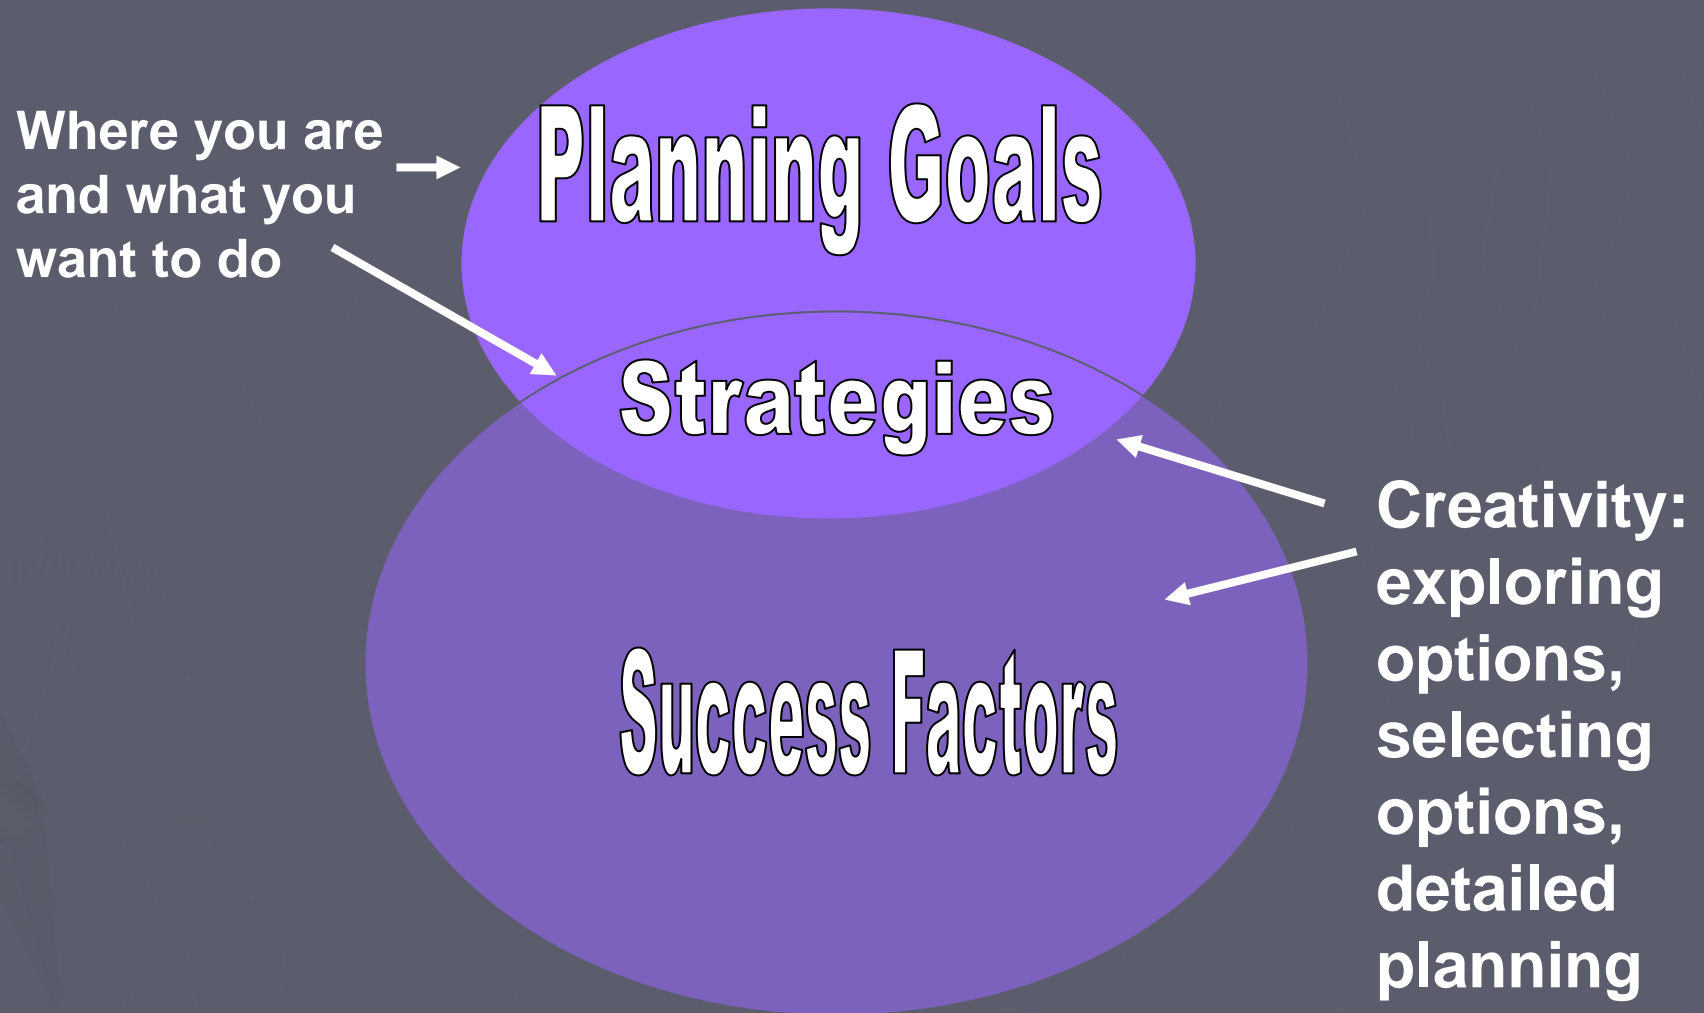 Where you are
and what you
want to do
Planning Goals
Strategies
Success Factors
Creativity:
exploring
options,
selecting
options,
detailed
planning